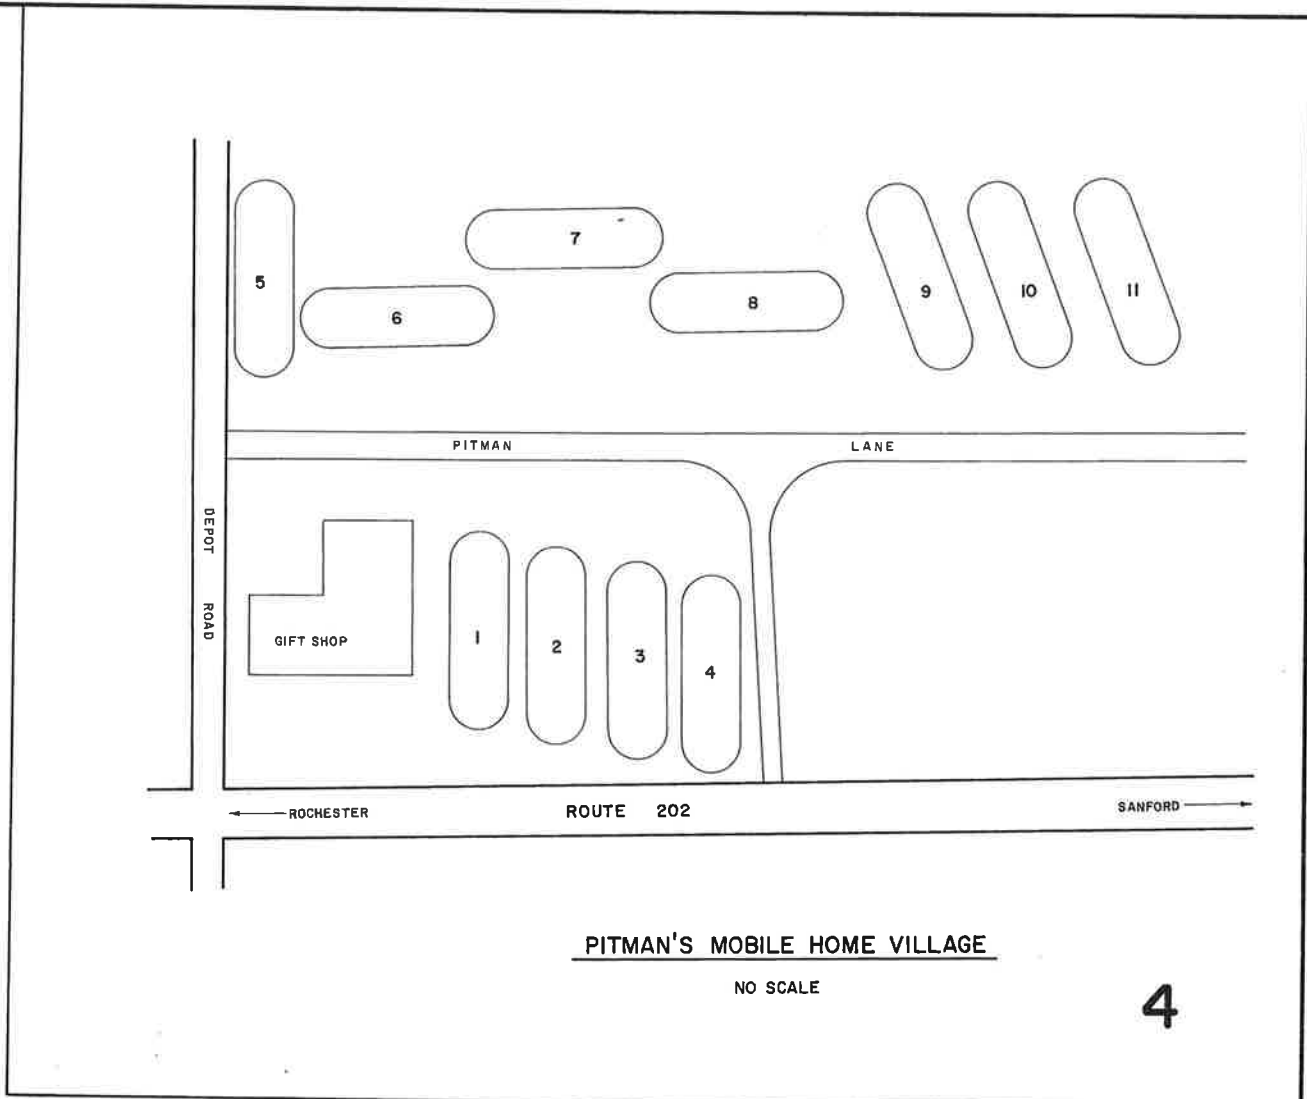 5
6
7
8
9
10
11
PITMAN LANE
DEPOT ROAD
GIFT SHOP
1
2
3
4
ROCHESTER
ROUTE 202
SANFORD
PITMAN'S MOBILE HOME VILLAGE
NO SCALE
4